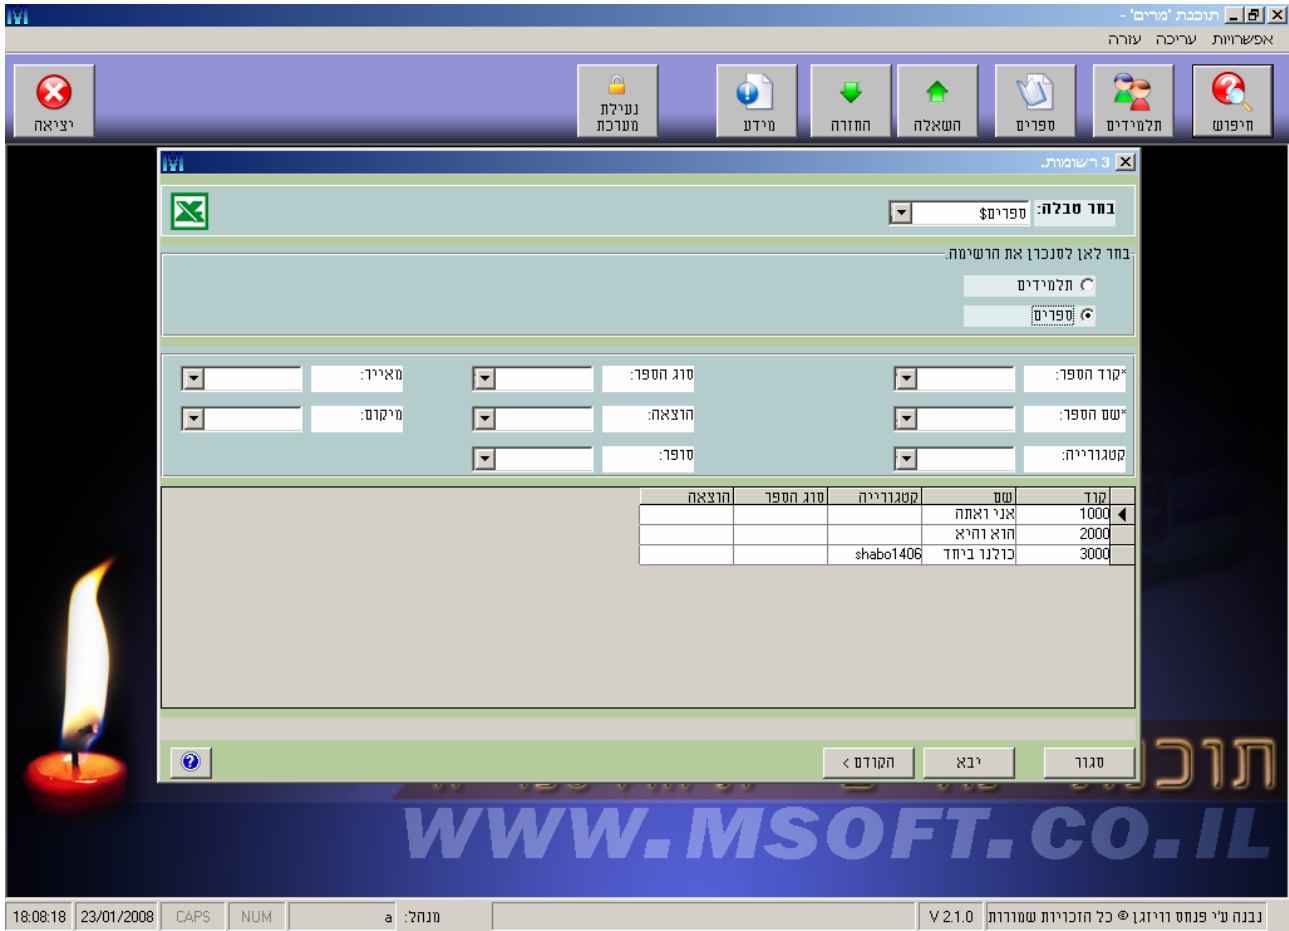 תוכנת 'מרים' -
אפשרויות עריכה עזרה
חיפוש
תלמידים
ספרים
השאלה
החזרה
מידע
נעילת
מערכת
יציאה
3 רשומות.
בחר טבלה: ספרים$
בחר לאן לסנכרן את הרשימה.
תלמידים
ספרים
*קוד הספר: סוג הספר: מאייר:
*שם הספר: הוצאה: מיקום:
קטגורייה: סופר:
קוד שם קטגורייה סוג הספר הוצאה
1000 אני ואתה
2000 הוא והיא
3000 כולנו ביחד shabo1406
סגור יבא הקודם >
WWW.MSOFT.CO.IL
נבנה ע'י פנחס וויזגן © כל הזכויות שמורות V 2.1.0 מנהל: a NUM CAPS 23/01/2008 18:08:18